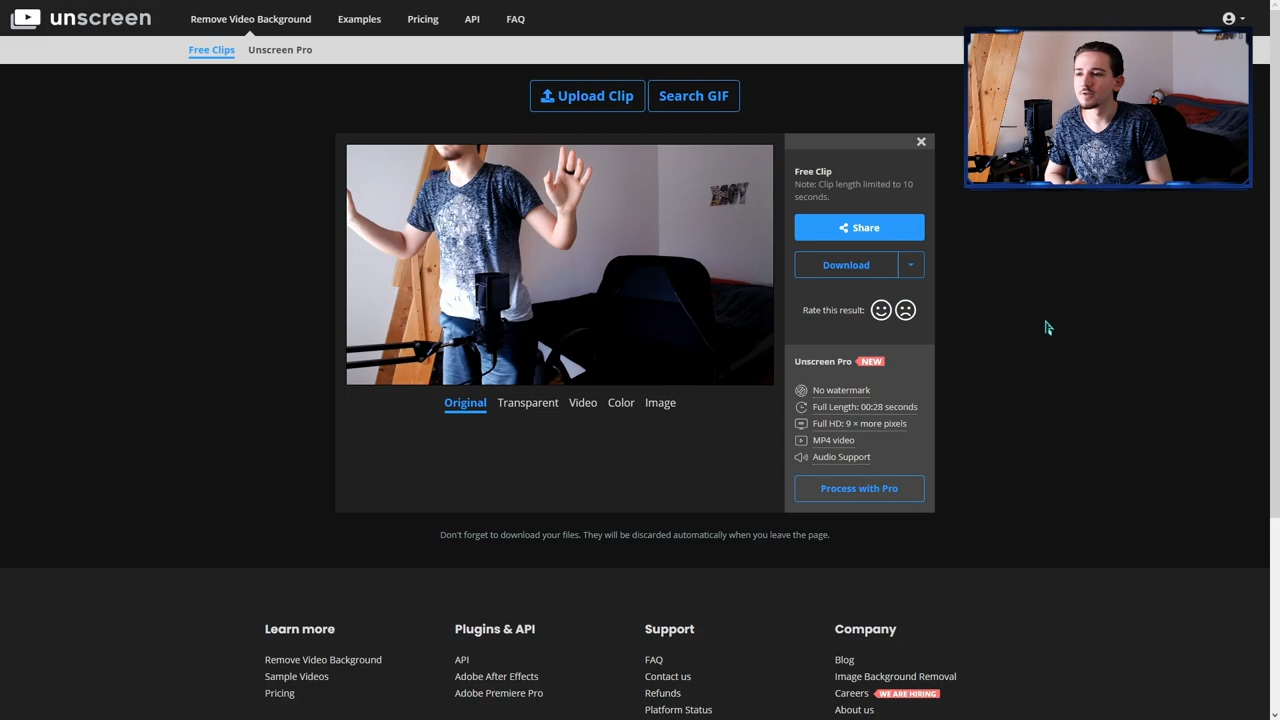 unscreen
Remove Video Background
Examples
Pricing
API
FAQ
Free Clips
Unscreen Pro
Upload Clip
Search GIF
Free Clip
Note: Clip length limited to 10
seconds.
Share
Download
Rate this result:
Original
Transparent
Video
Color
Image
Unscreen Pro NEW
No watermark
Full Length: 00:28 seconds
Full HD: 9 × more pixels
MP4 video
Audio Support
Process with Pro
Don't forget to download your files. They will be discarded automatically when you leave the page.
Learn more
Remove Video Background
Sample Videos
Pricing
Plugins & API
API
Adobe After Effects
Adobe Premiere Pro
Support
FAQ
Contact us
Refunds
Platform Status
Company
Blog
Image Background Removal
Careers WE ARE HIRING
About us